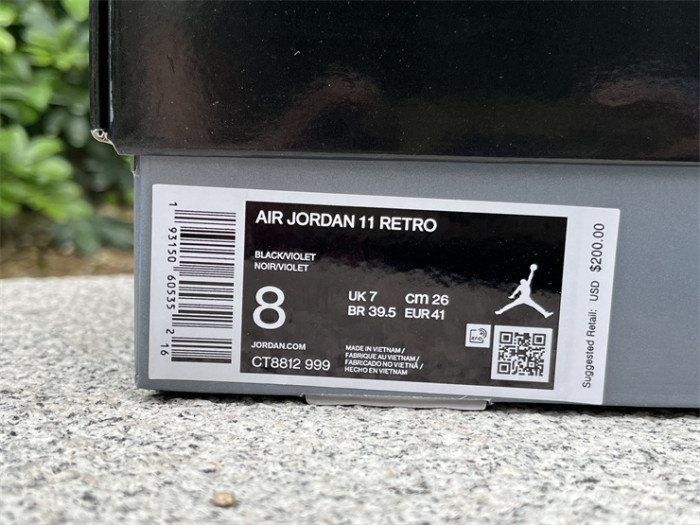 AIR JORDAN 11 RETRO
BLACK/VIOLET
NOIR/VIOLET
8
UK 7 cm 26
BR 39.5 EUR 41
JORDAN.COM
CT8812 999
MADE IN VIETNAM /
FABRIQUÉ AU VIETNAM /
FABRICADO NO VIETNÃ /
HECHO EN VIETNAM
RFID
1 93150 60535 2 16
Suggested Retail: USD $200.00